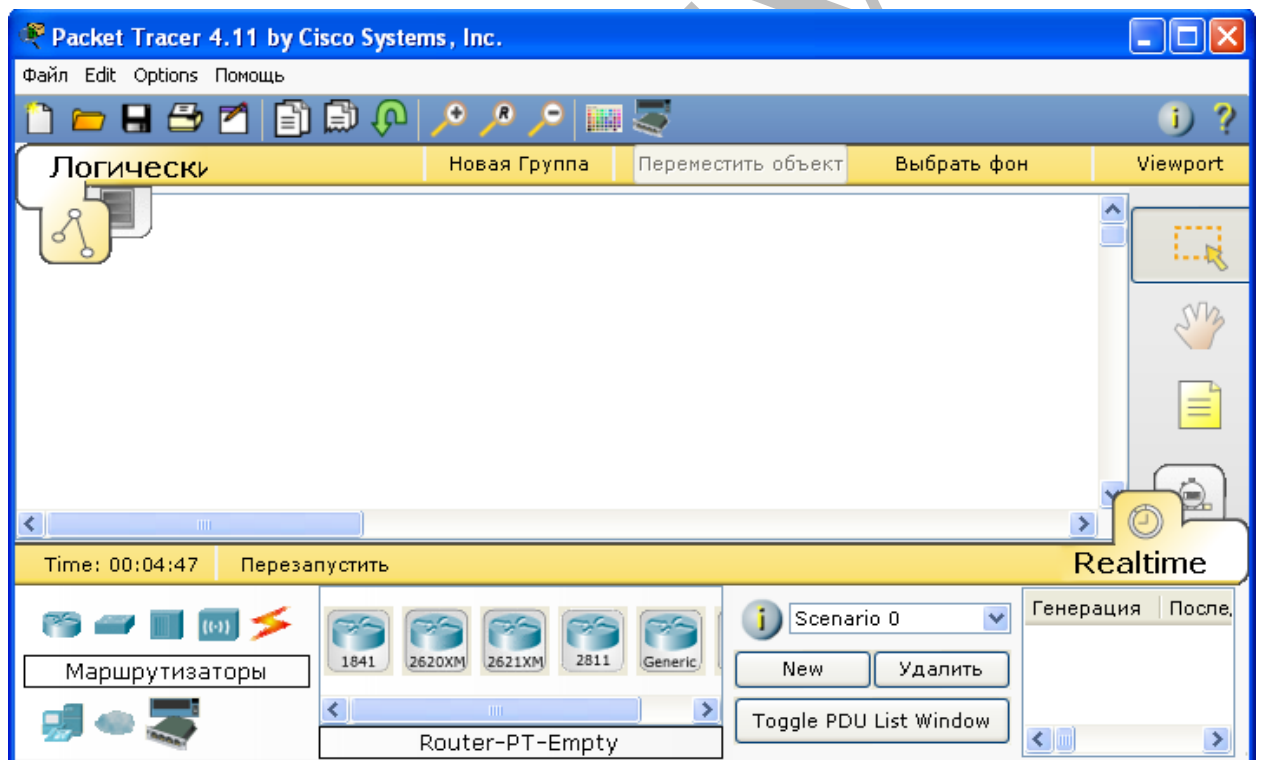 Packet Tracer 4.11 by Cisco Systems, Inc.
Файл Edit Options Помощь
Логически Новая Группа Переместить объект Выбрать фон Viewport
Time: 00:04:47 Перезапустить Realtime
Маршрутизаторы
1841 2620XM 2621XM 2811 Generic
Router-PT-Empty
Scenario 0
New Удалить
Toggle PDU List Window
Генерация После,